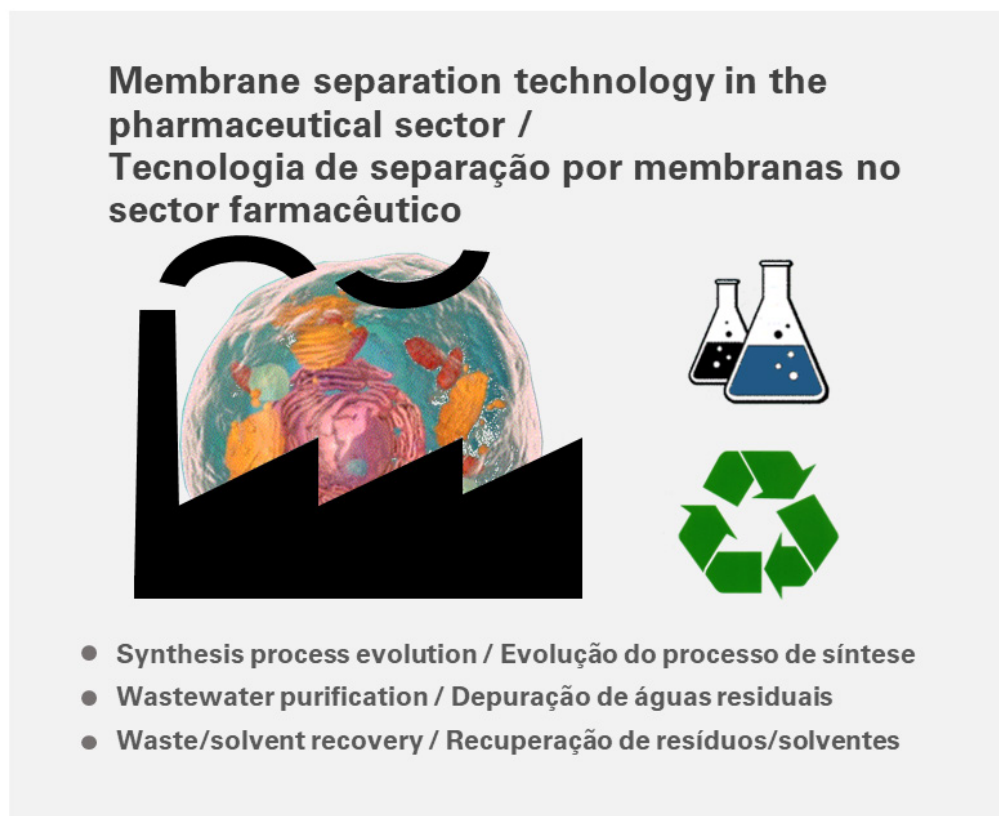 Membrane separation technology in the
pharmaceutical sector /
Tecnologia de separação por membranas no
sector farmacêutico
Synthesis process evolution / Evolução do processo de síntese
Wastewater purification / Depuração de águas residuais
Waste/solvent recovery / Recuperação de resíduos/solventes